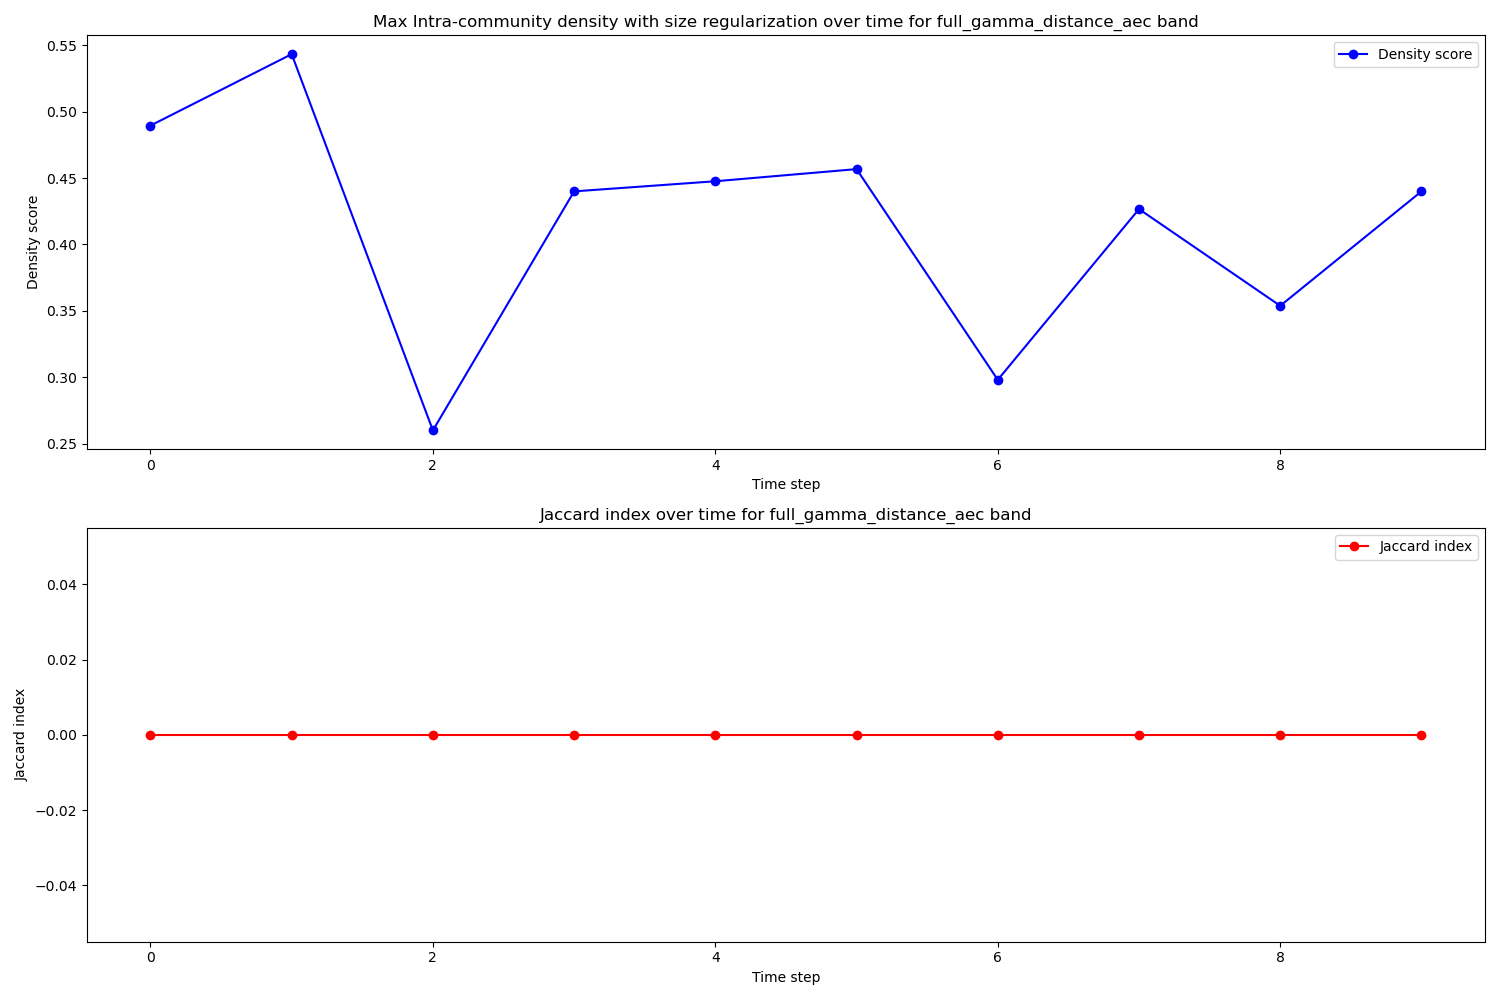 Max Intra-community density with size regularization over time for full_gamma_distance_aec band
Density score
0.55
0.50
0.45
0.40
0.35
0.30
0.25
Density score
0 2 4 6 8
Time step
Jaccard index over time for full_gamma_distance_aec band
Jaccard index
0.04
0.02
0.00
−0.02
−0.04
Jaccard index
0 2 4 6 8
Time step